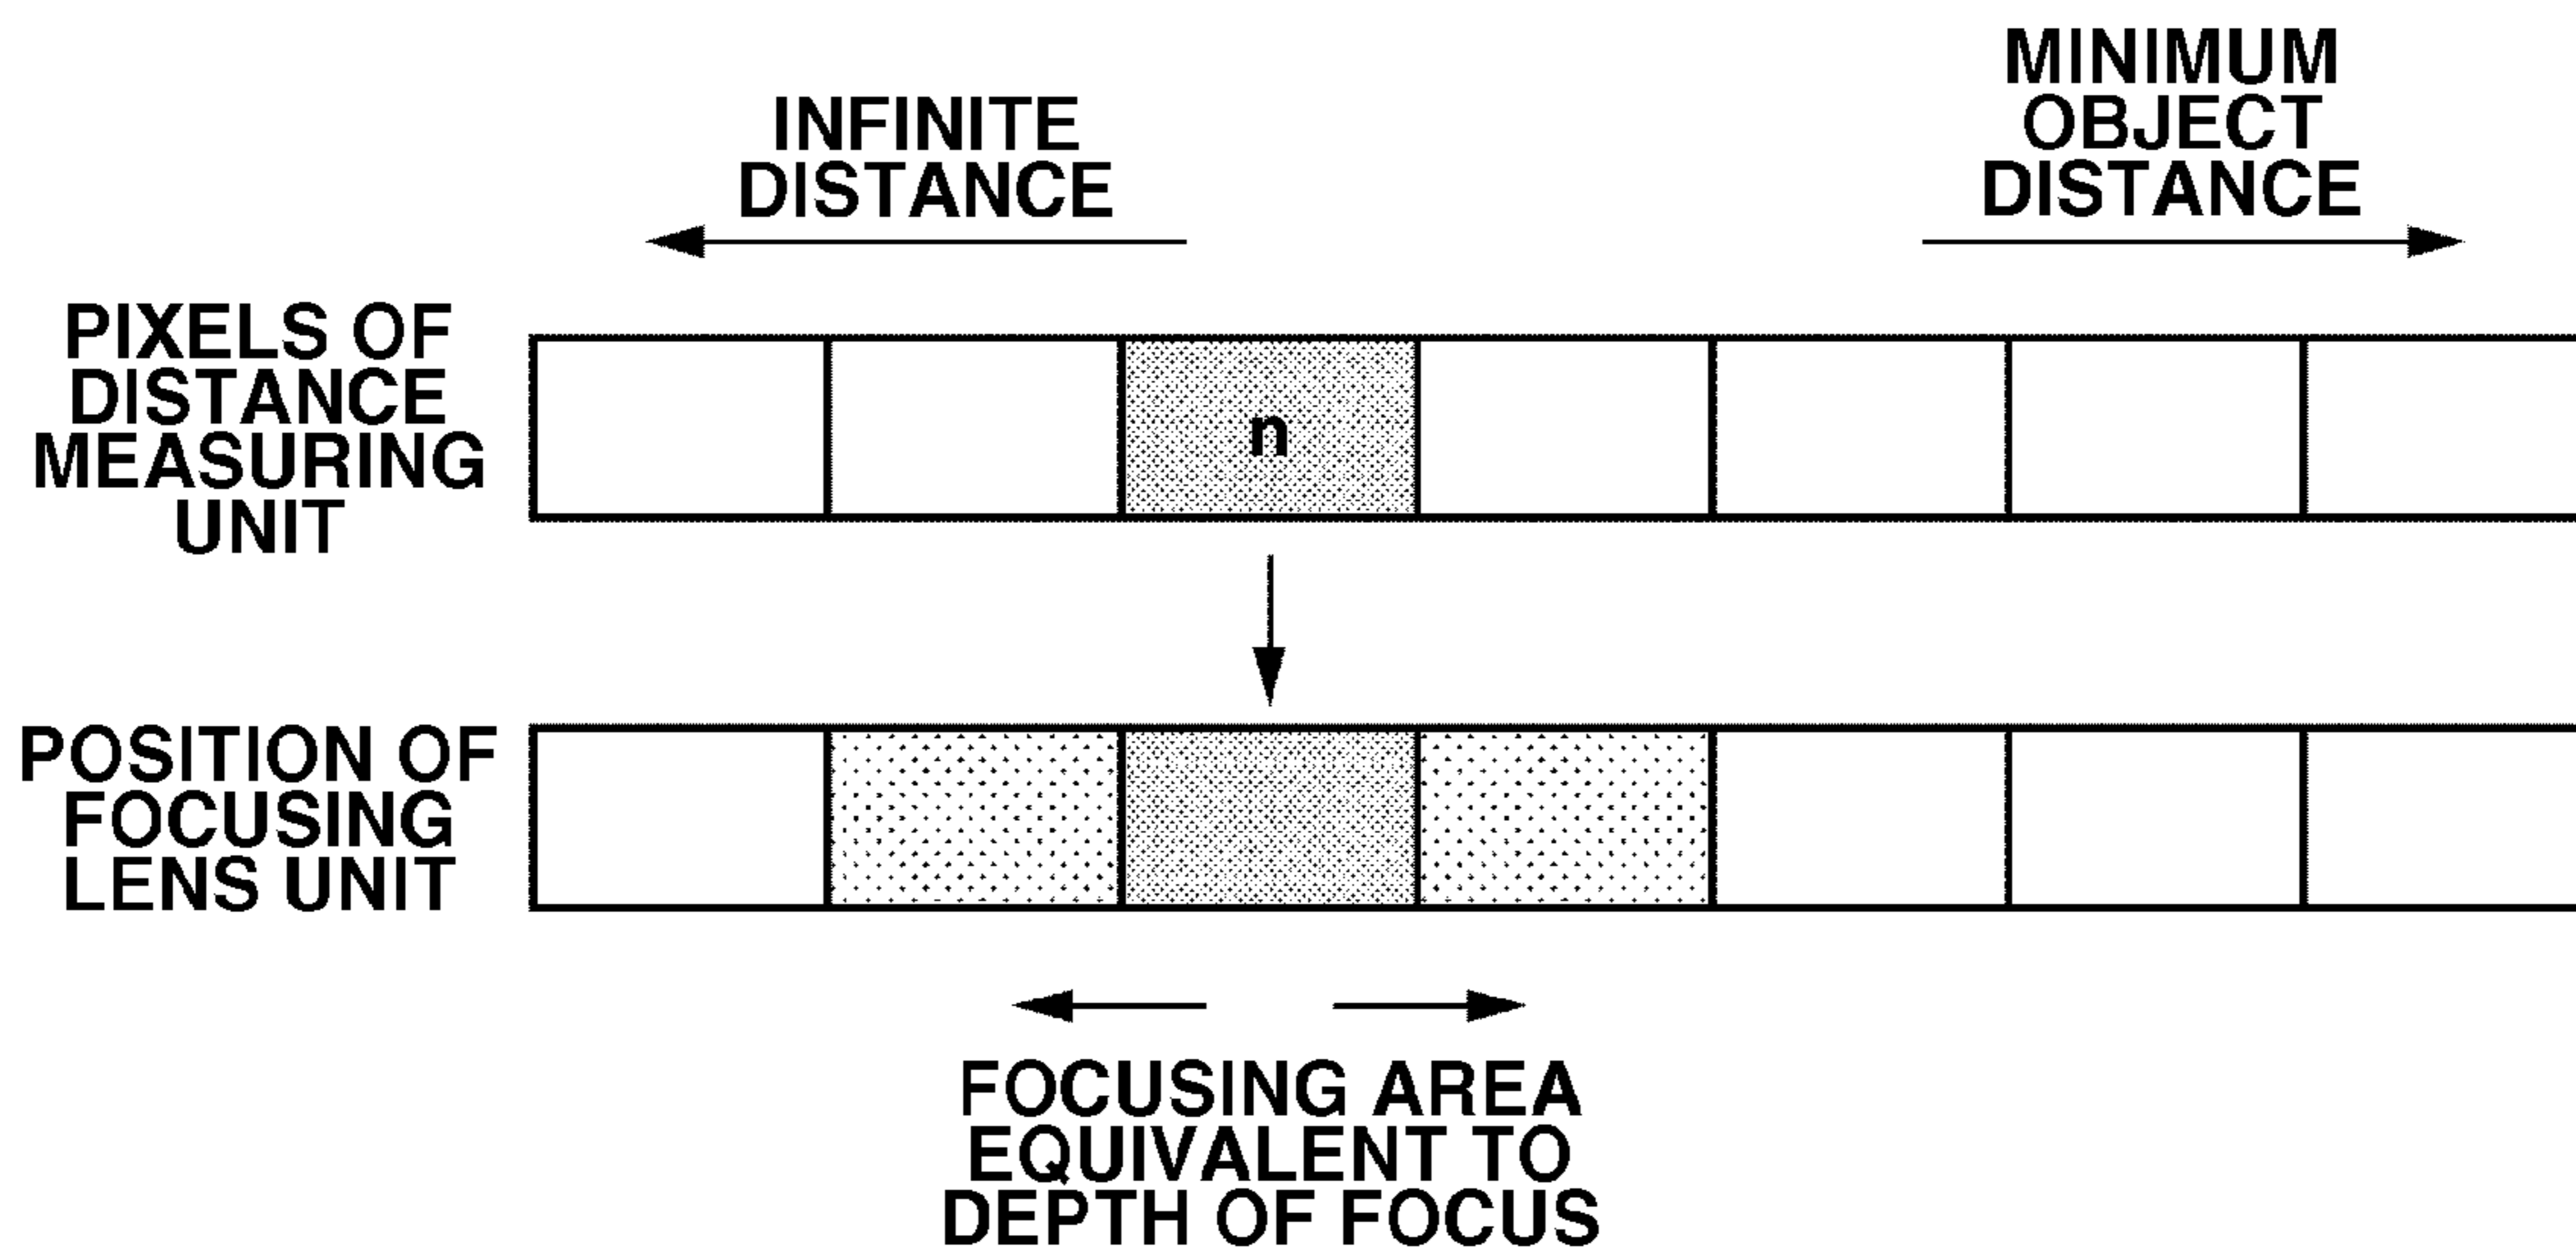 INFINITE
DISTANCE
MINIMUM
OBJECT
DISTANCE
PIXELS OF
DISTANCE
MEASURING
UNIT
n
POSITION OF
FOCUSING
LENS UNIT
FOCUSING AREA
EQUIVALENT TO
DEPTH OF FOCUS